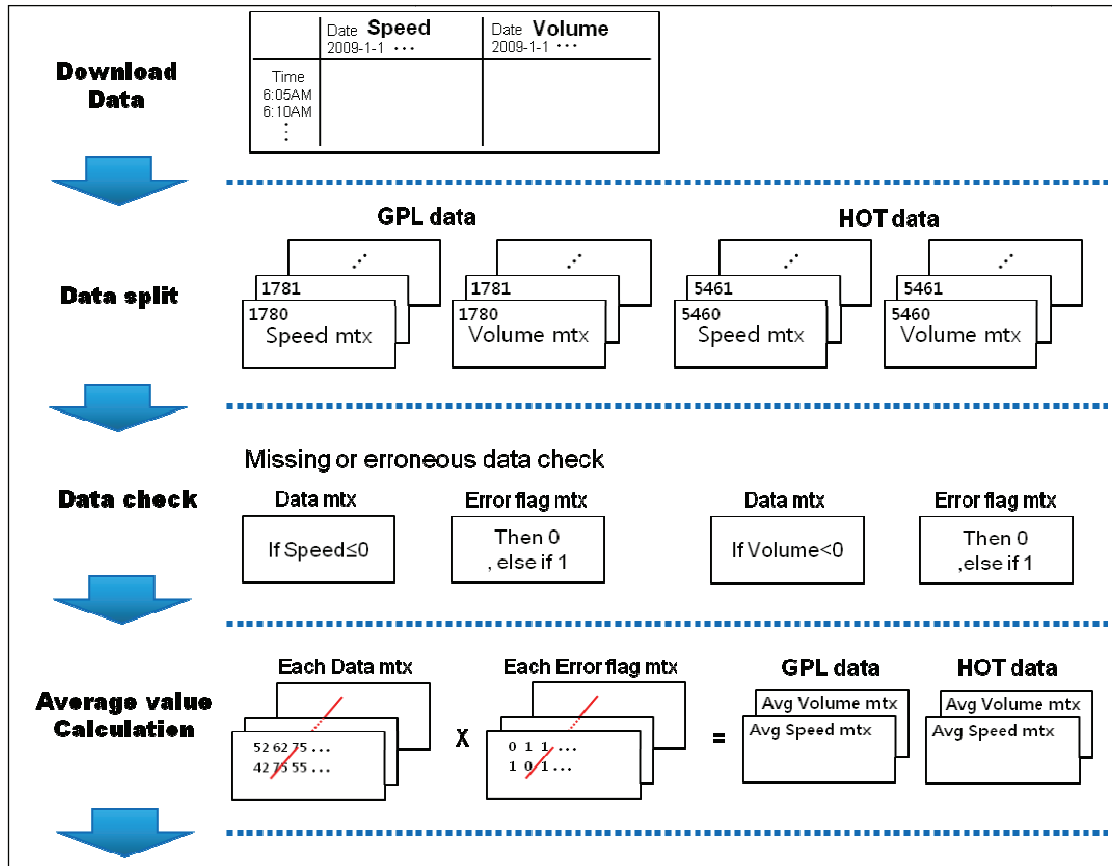 Download
Data
Date Speed
2009-1-1 ...
Date Volume
2009-1-1 ...
Time
6:05AM
6:10AM
⋮
Data split
GPL data
HOT data
⋰
1781
1780
Speed mtx
⋰
1781
1780
Volume mtx
⋰
5461
5460
Speed mtx
⋰
5461
5460
Volume mtx
Data check
Missing or erroneous data check
Data mtx
If Speed≤0
Error flag mtx
Then 0
, else if 1
Data mtx
If Volume<0
Error flag mtx
Then 0
,else if 1
Average value
Calculation
Each Data mtx
52 62 75 ...
42 75 55 ...
X
Each Error flag mtx
0 1 1 ...
1 0 1 ...
=
GPL data
Avg Volume mtx
Avg Speed mtx
HOT data
Avg Volume mtx
Avg Speed mtx